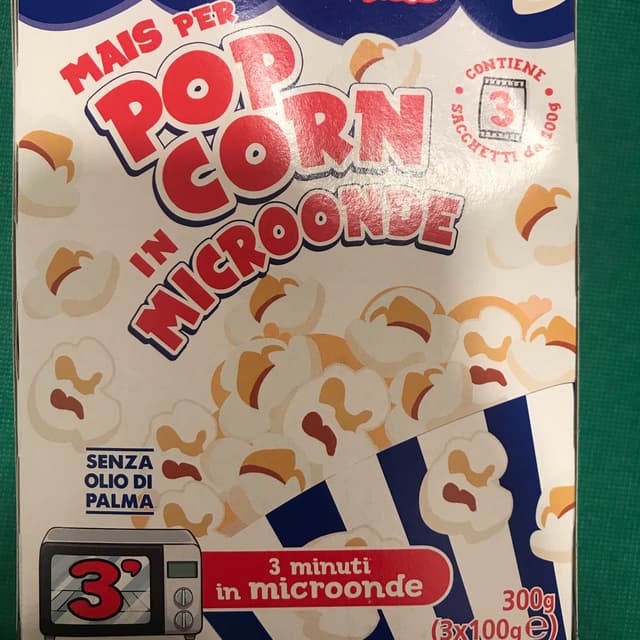 MAIS PER
POP
CORN
IN
MICROONDE
CONTIENE
3
SACCHETTI da 100g
SENZA
OLIO DI
PALMA
3'
3 minuti
in microonde
300g
(3x100g e)